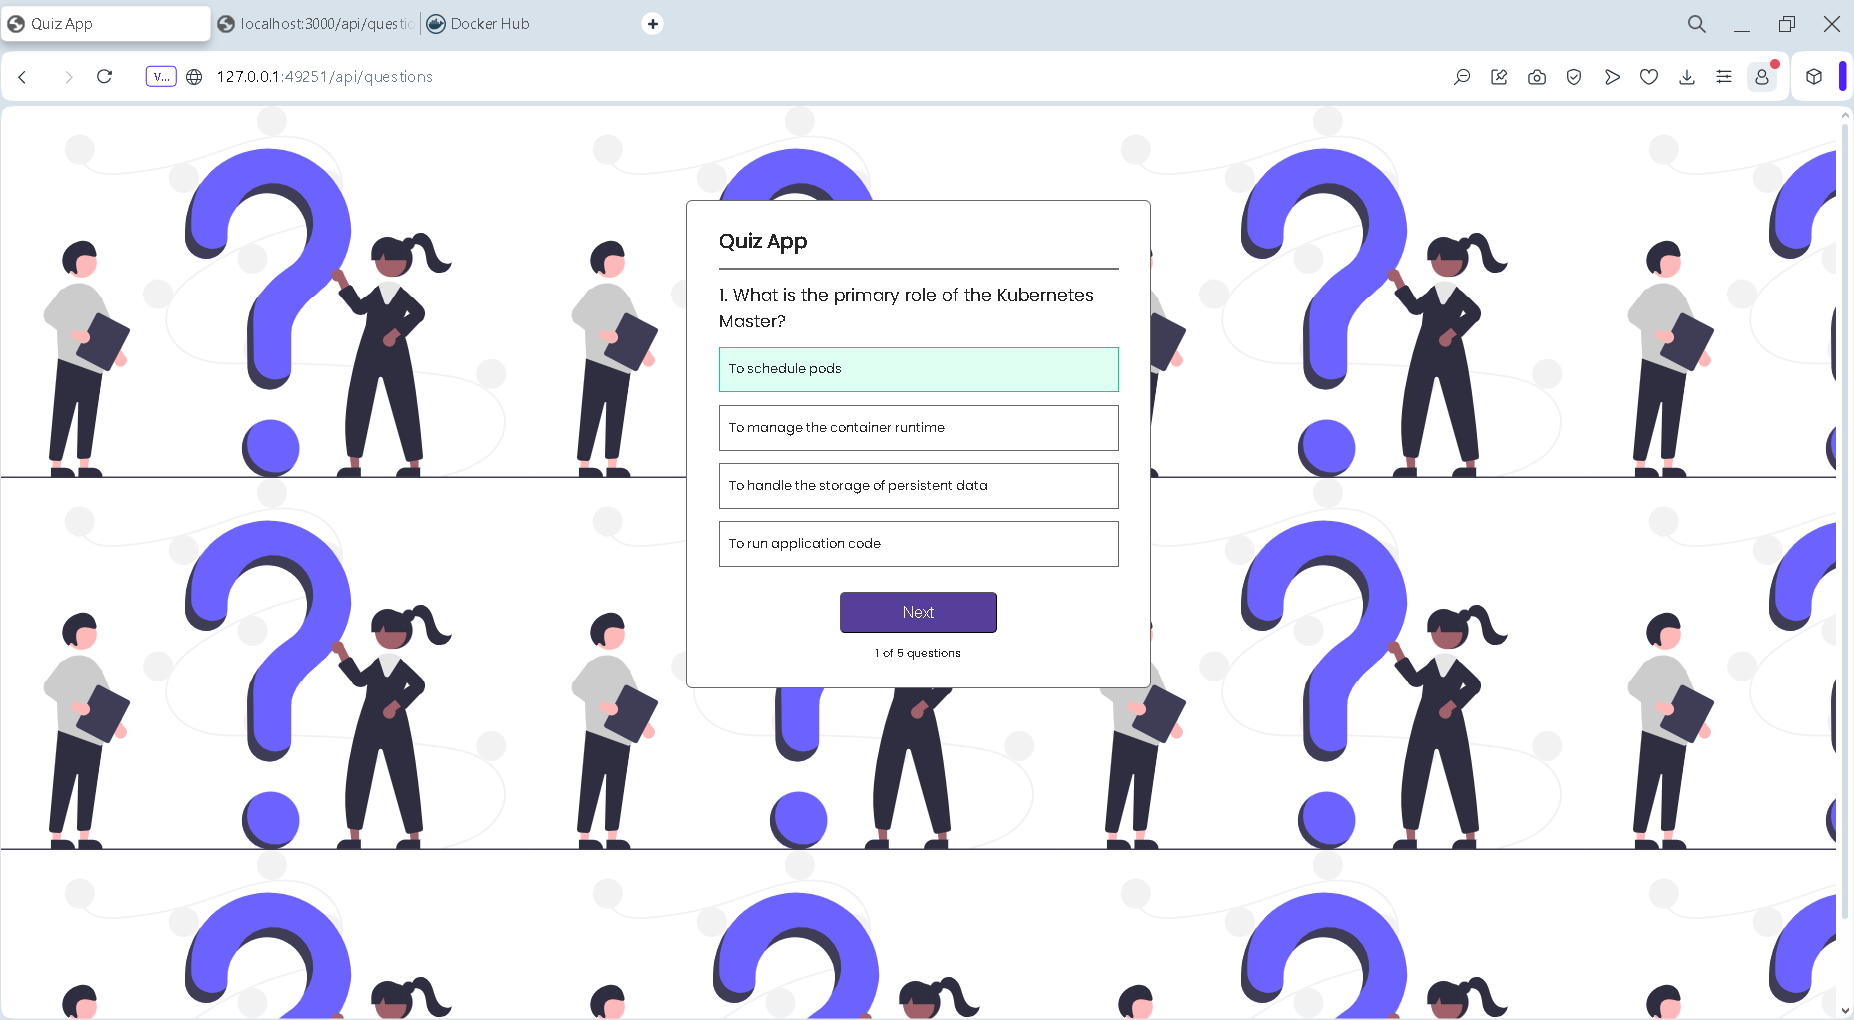 Quiz App
localhost:3000/api/questio
Docker Hub
V...
127.0.0.1:49251/api/questions
Quiz App
1. What is the primary role of the Kubernetes
Master?
To schedule pods
To manage the container runtime
To handle the storage of persistent data
To run application code
Next
1 of 5 questions